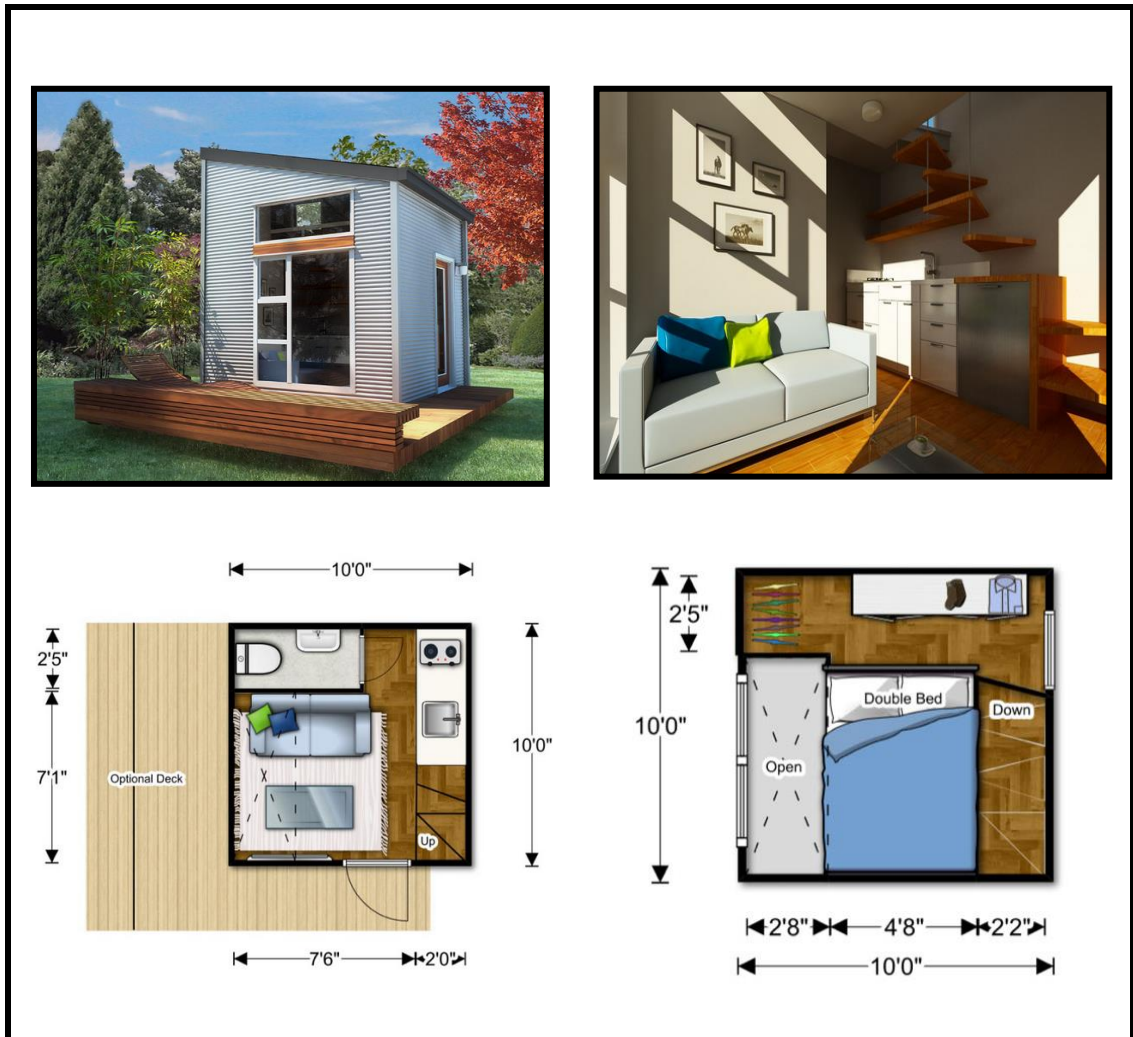 10'0"
2'5"
7'1"
Optional Deck
10'0"
Up
7'6"
2'0"
2'5"
10'0"
Double Bed
Down
Open
2'8"
4'8"
2'2"
10'0"